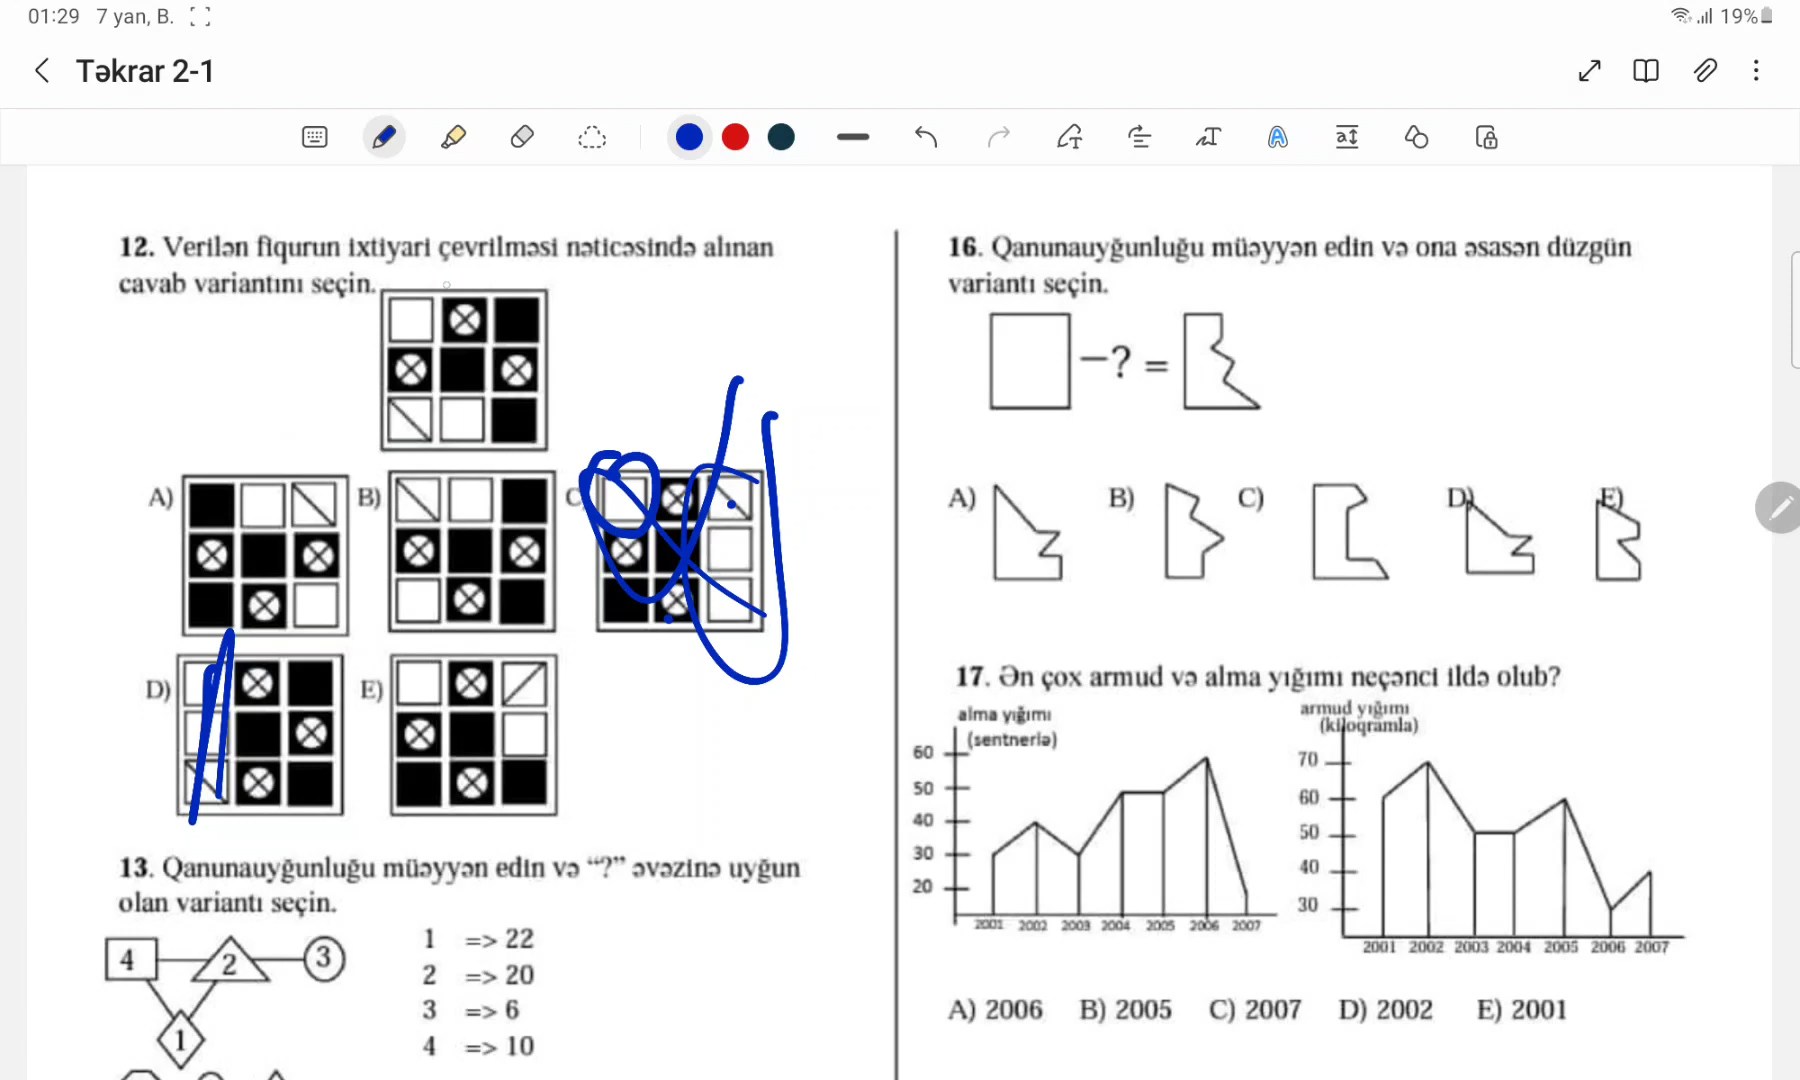 01:29 7 yan, B.
19%
Təkrar 2-1
12. Verilən fiqurun ixtiyari çevrilməsi nəticəsində alınan
cavab variantını seçin.
A)
B)
C)
D)
E)
13. Qanunauyğunluğu müəyyən edin və “?” əvəzinə uyğun
olan variantı seçin.
4
2
3
1
1 => 22
2 => 20
3 => 6
4 => 10
16. Qanunauyğunluğu müəyyən edin və ona əsasən düzgün
variantı seçin.
–? =
A)
B)
C)
D)
E)
17. Ən çox armud və alma yığımı neçənci ildə olub?
alma yığımı
(sentnerlə)
60
50
40
30
20
2001 2002 2003 2004 2005 2006 2007
armud yığımı
(kiloqramla)
70
60
50
40
30
2001 2002 2003 2004 2005 2006 2007
A) 2006 B) 2005 C) 2007 D) 2002 E) 2001